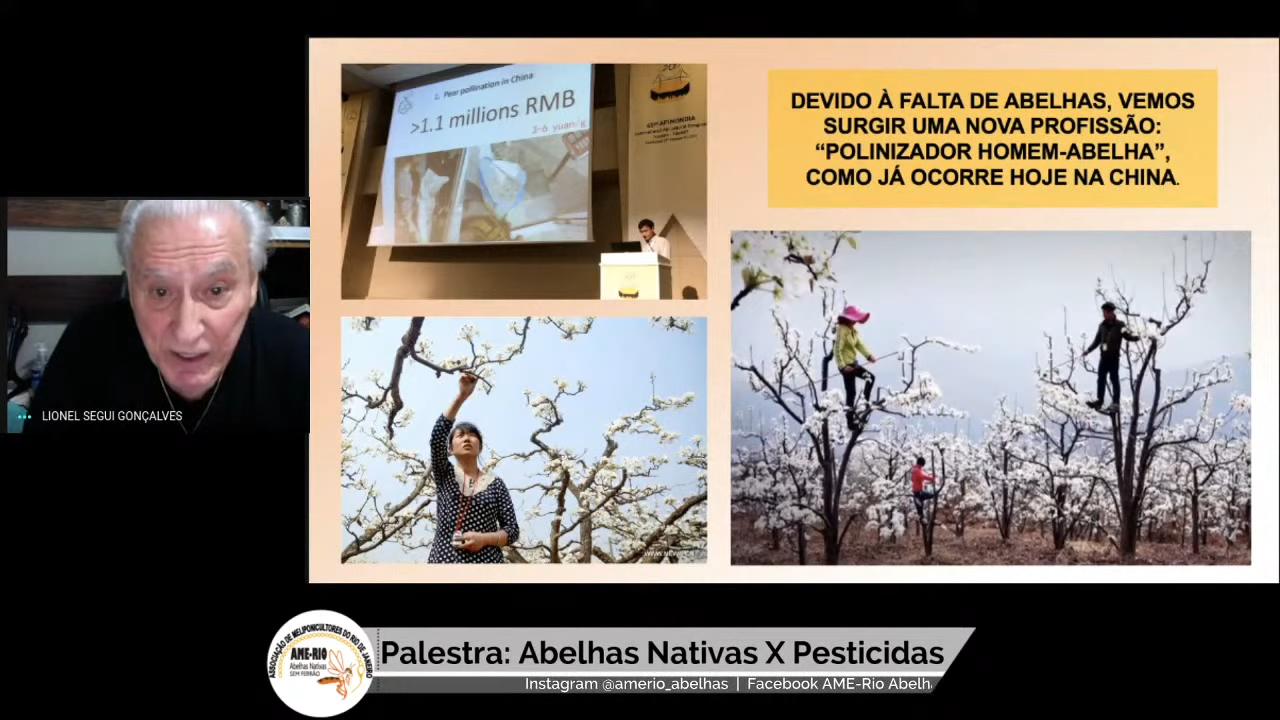 1. Pear pollination in China
>1.1 millions RMB
3-6 yuan/g
DEVIDO À FALTA DE ABELHAS, VEMOS
SURGIR UMA NOVA PROFISSÃO:
“POLINIZADOR HOMEM-ABELHA”,
COMO JÁ OCORRE HOJE NA CHINA.
LIONEL SEGUI GONÇALVES
ASSOCIAÇÃO DE MELIPONICULTORES DO RIO DE JANEIRO
AME-RIO
Abelhas Nativas
SEM FERRÃO
Palestra: Abelhas Nativas X Pesticidas
Instagram @amerio_abelhas | Facebook AME-Rio Abelh